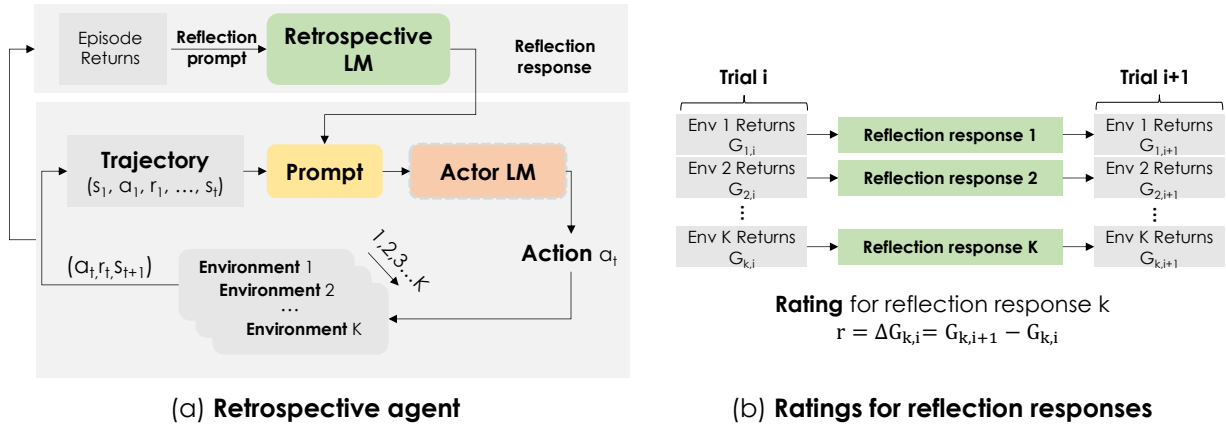 Episode
Returns
Reflection
prompt
Retrospective
LM
Reflection
response
Trajectory
(s1, a1, r1, …, st)
Prompt
Actor LM
Action at
(at,rt,st+1)
1,2,3...K
Environment 1
Environment 2
...
Environment K
(a) Retrospective agent
Trial i
Trial i+1
Env 1 Returns
G1,i
Reflection response 1
Env 1 Returns
G1,i+1
Env 2 Returns
G2,i
Reflection response 2
Env 2 Returns
G2,i+1
⋮
⋮
Env K Returns
Gk,i
Reflection response K
Env K Returns
Gk,i+1
Rating for reflection response k
r = ΔGk,i= Gk,i+1 − Gk,i
(b) Ratings for reflection responses